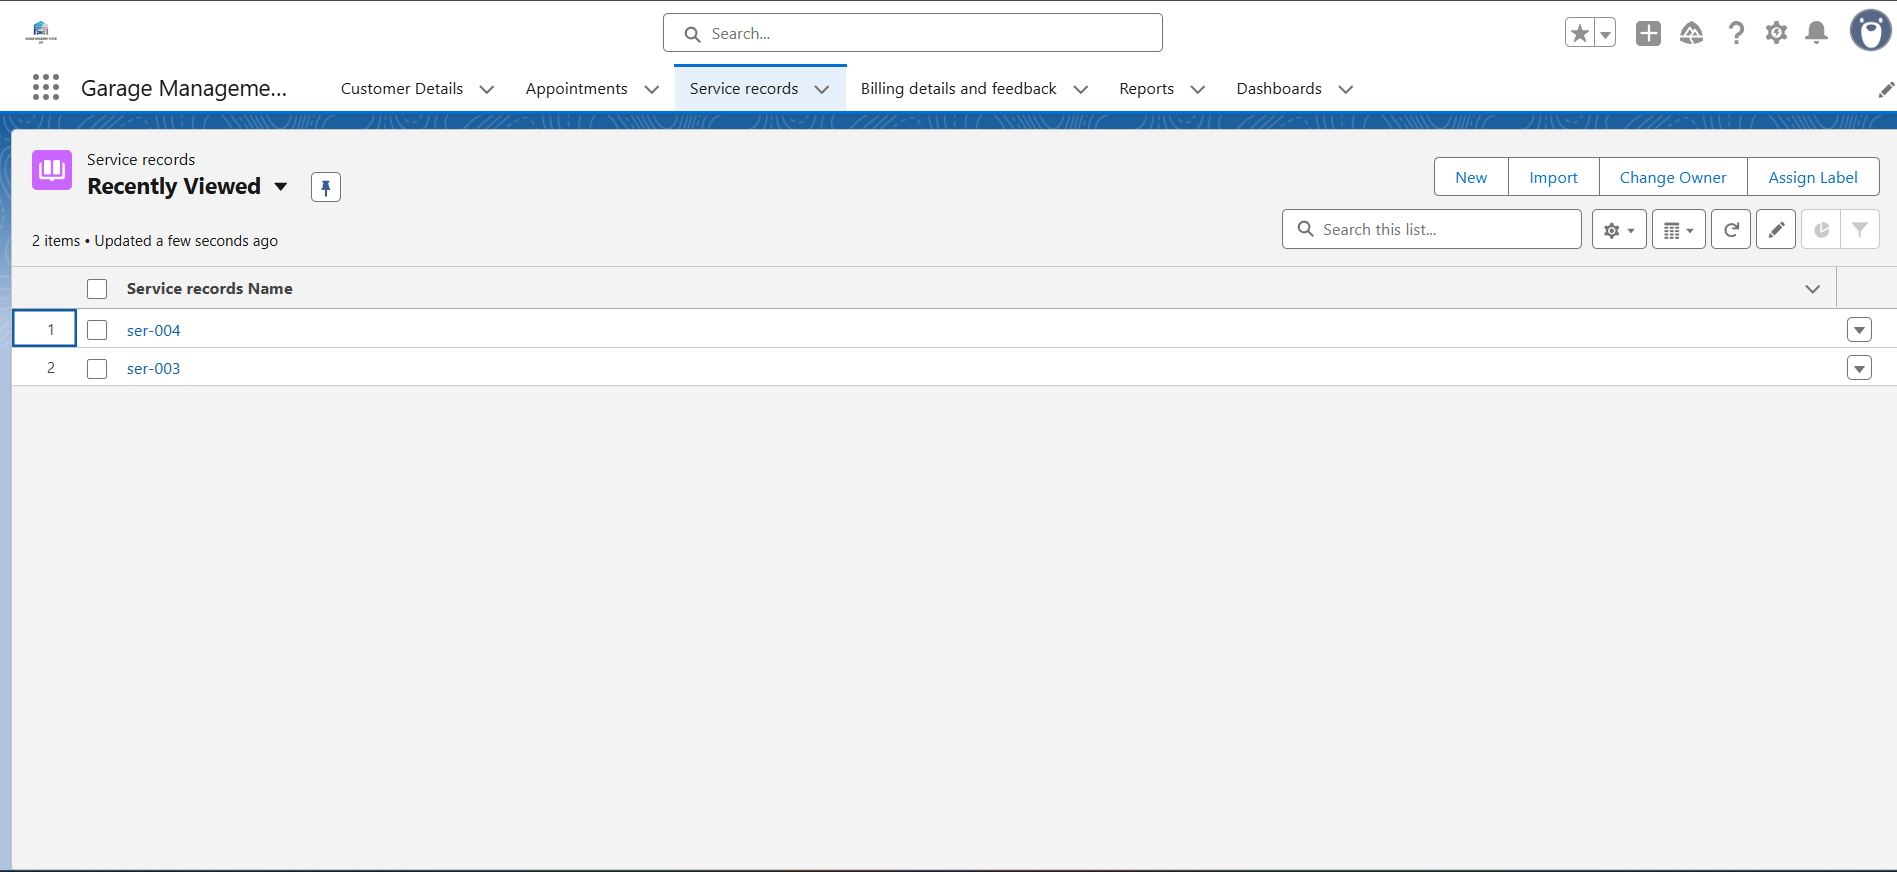 Search...
Garage Manageme...
Customer Details
Appointments
Service records
Billing details and feedback
Reports
Dashboards
Service records
Recently Viewed
New
Import
Change Owner
Assign Label
2 items • Updated a few seconds ago
Search this list...
Service records Name
1 ser-004
2 ser-003